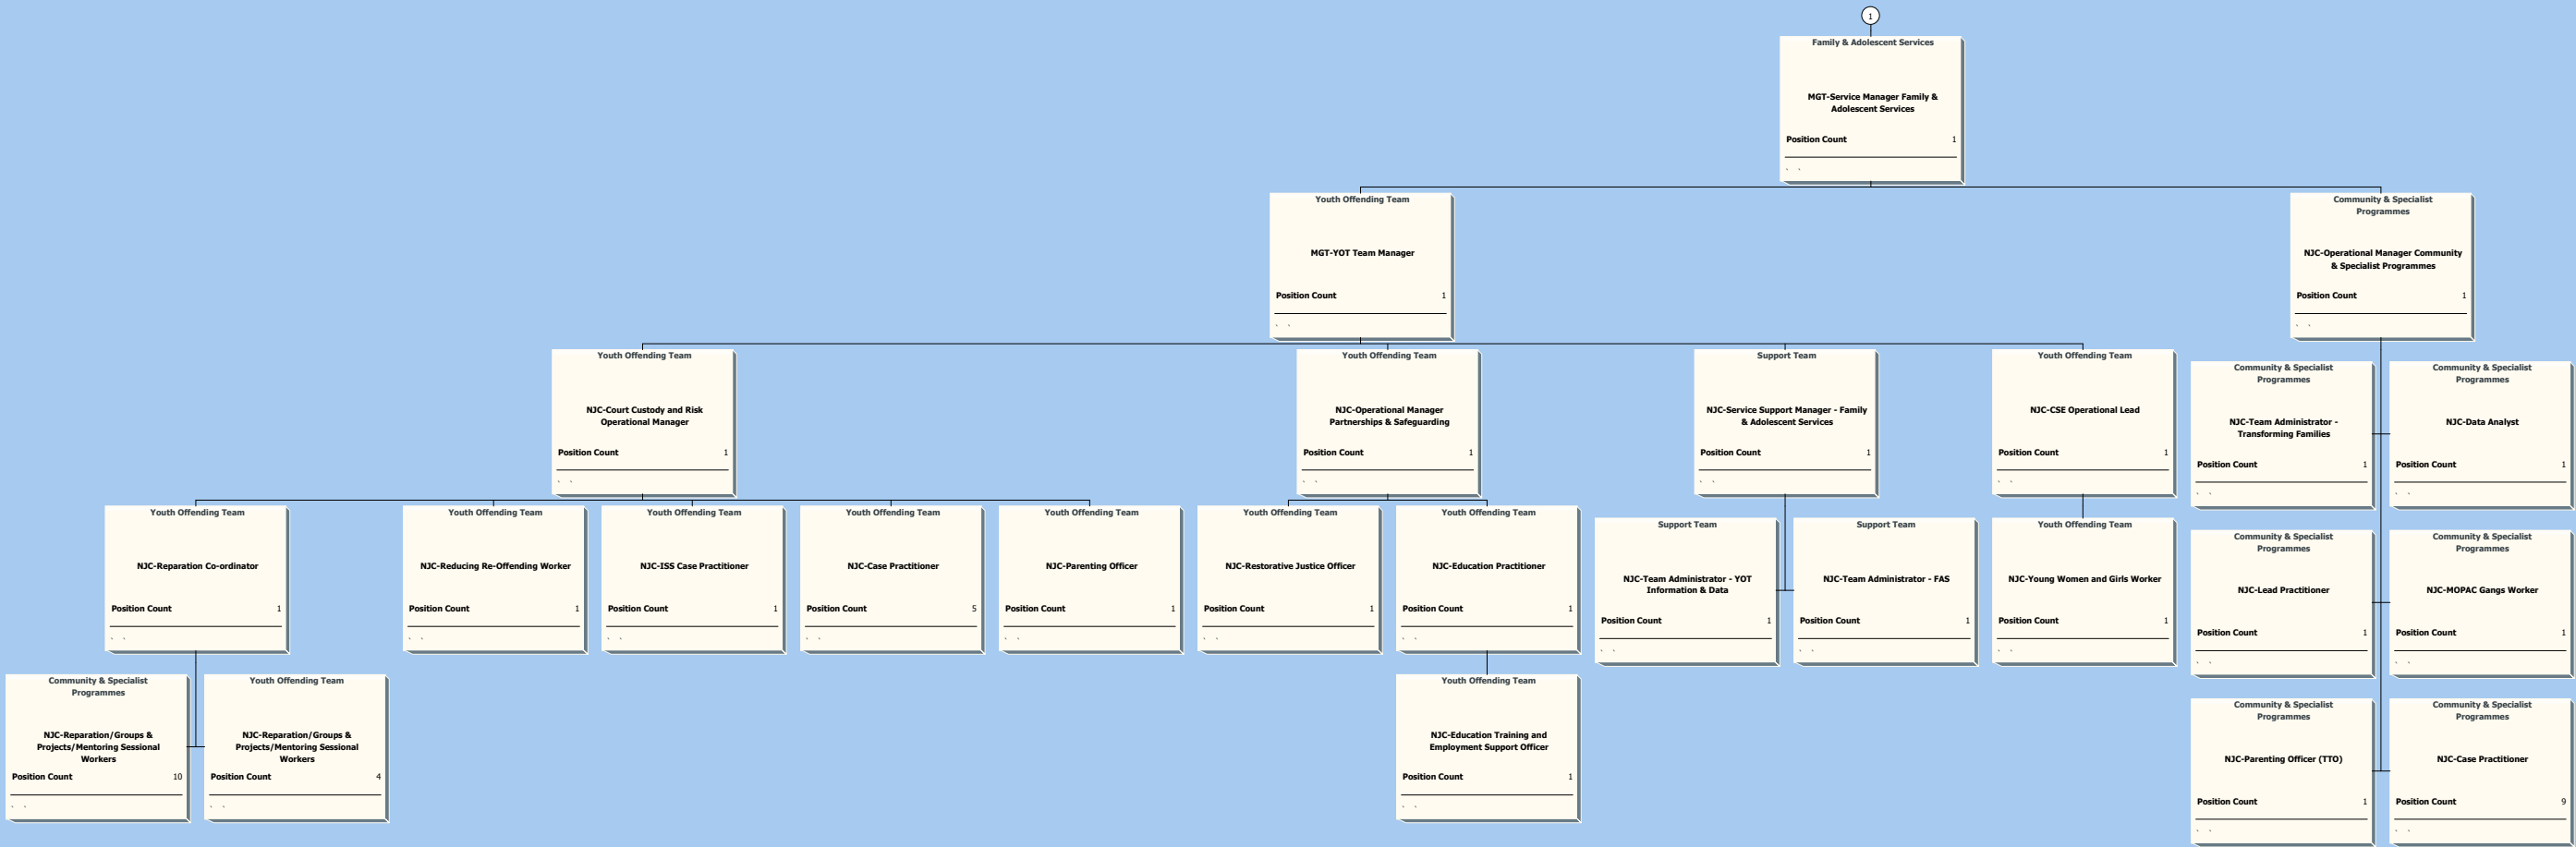 1
Family & Adolescent Services
MGT-Service Manager Family &
Adolescent Services
Position Count 1
Youth Offending Team
MGT-YOT Team Manager
Position Count 1
Community & Specialist
Programmes
NJC-Operational Manager Community
& Specialist Programmes
Position Count 1
Youth Offending Team
NJC-Court Custody and Risk
Operational Manager
Position Count 1
Youth Offending Team
NJC-Operational Manager
Partnerships & Safeguarding
Position Count 1
Support Team
NJC-Service Support Manager - Family
& Adolescent Services
Position Count 1
Youth Offending Team
NJC-CSE Operational Lead
Position Count 1
Community & Specialist
Programmes
NJC-Team Administrator -
Transforming Families
Position Count 1
Community & Specialist
Programmes
NJC-Data Analyst
Position Count 1
Youth Offending Team
NJC-Reparation Co-ordinator
Position Count 1
Youth Offending Team
NJC-Reducing Re-Offending Worker
Position Count 1
Youth Offending Team
NJC-ISS Case Practitioner
Position Count 1
Youth Offending Team
NJC-Case Practitioner
Position Count 5
Youth Offending Team
NJC-Parenting Officer
Position Count 1
Youth Offending Team
NJC-Restorative Justice Officer
Position Count 1
Youth Offending Team
NJC-Education Practitioner
Position Count 1
Support Team
NJC-Team Administrator - YOT
Information & Data
Position Count 1
Support Team
NJC-Team Administrator - FAS
Position Count 1
Youth Offending Team
NJC-Young Women and Girls Worker
Position Count 1
Community & Specialist
Programmes
NJC-Lead Practitioner
Position Count 1
Community & Specialist
Programmes
NJC-MOPAC Gangs Worker
Position Count 1
Community & Specialist
Programmes
NJC-Reparation/Groups &
Projects/Mentoring Sessional
Workers
Position Count 10
Youth Offending Team
NJC-Reparation/Groups &
Projects/Mentoring Sessional
Workers
Position Count 4
Youth Offending Team
NJC-Education Training and
Employment Support Officer
Position Count 1
Community & Specialist
Programmes
NJC-Parenting Officer (TTO)
Position Count 1
Community & Specialist
Programmes
NJC-Case Practitioner
Position Count 9